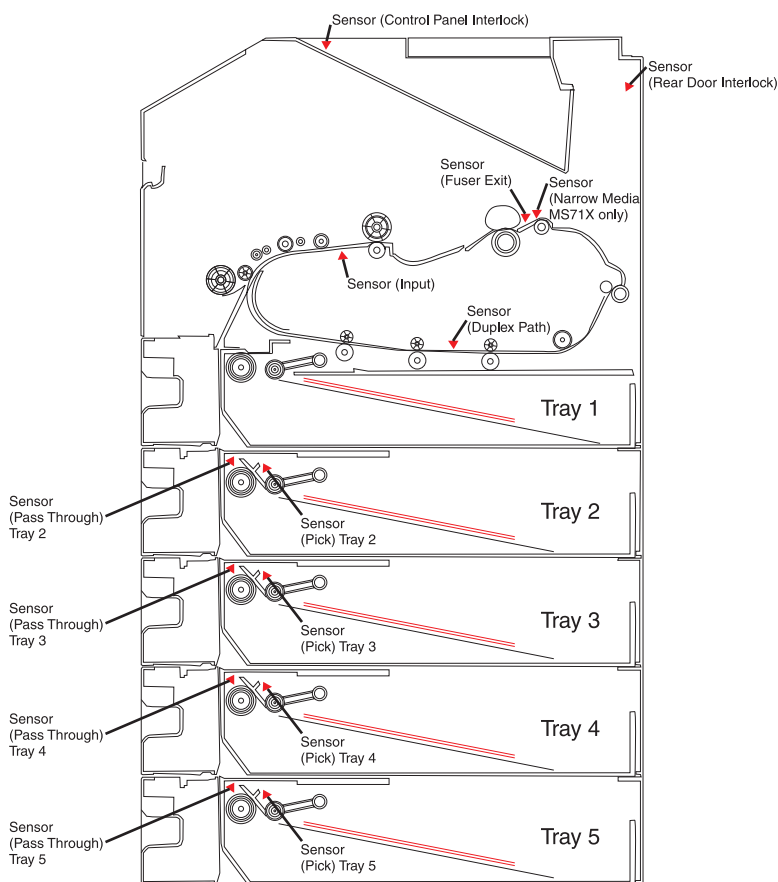 Sensor (Control Panel Interlock)
Sensor
(Rear Door Interlock)
Sensor
(Fuser Exit)
Sensor
(Narrow Media
MS71X only)
Sensor (Input)
Sensor
(Duplex Path)
Tray 1
Sensor
(Pass Through)
Tray 2
Sensor
(Pick) Tray 2
Tray 2
Sensor
(Pass Through)
Tray 3
Sensor
(Pick) Tray 3
Tray 3
Sensor
(Pass Through)
Tray 4
Sensor
(Pick) Tray 4
Tray 4
Sensor
(Pass Through)
Tray 5
Sensor
(Pick) Tray 5
Tray 5